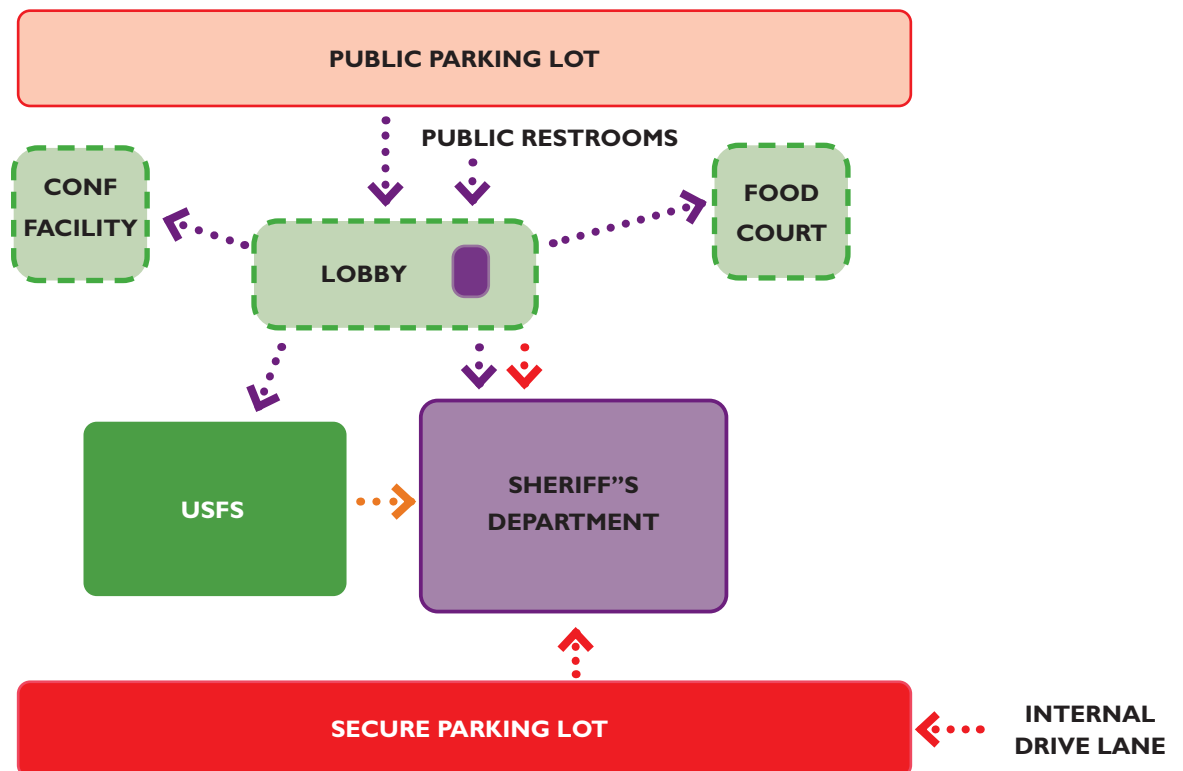 PUBLIC PARKING LOT
PUBLIC RESTROOMS
CONF
FACILITY
FOOD
COURT
LOBBY
USFS
SHERIFF”S
DEPARTMENT
SECURE PARKING LOT
INTERNAL
DRIVE LANE